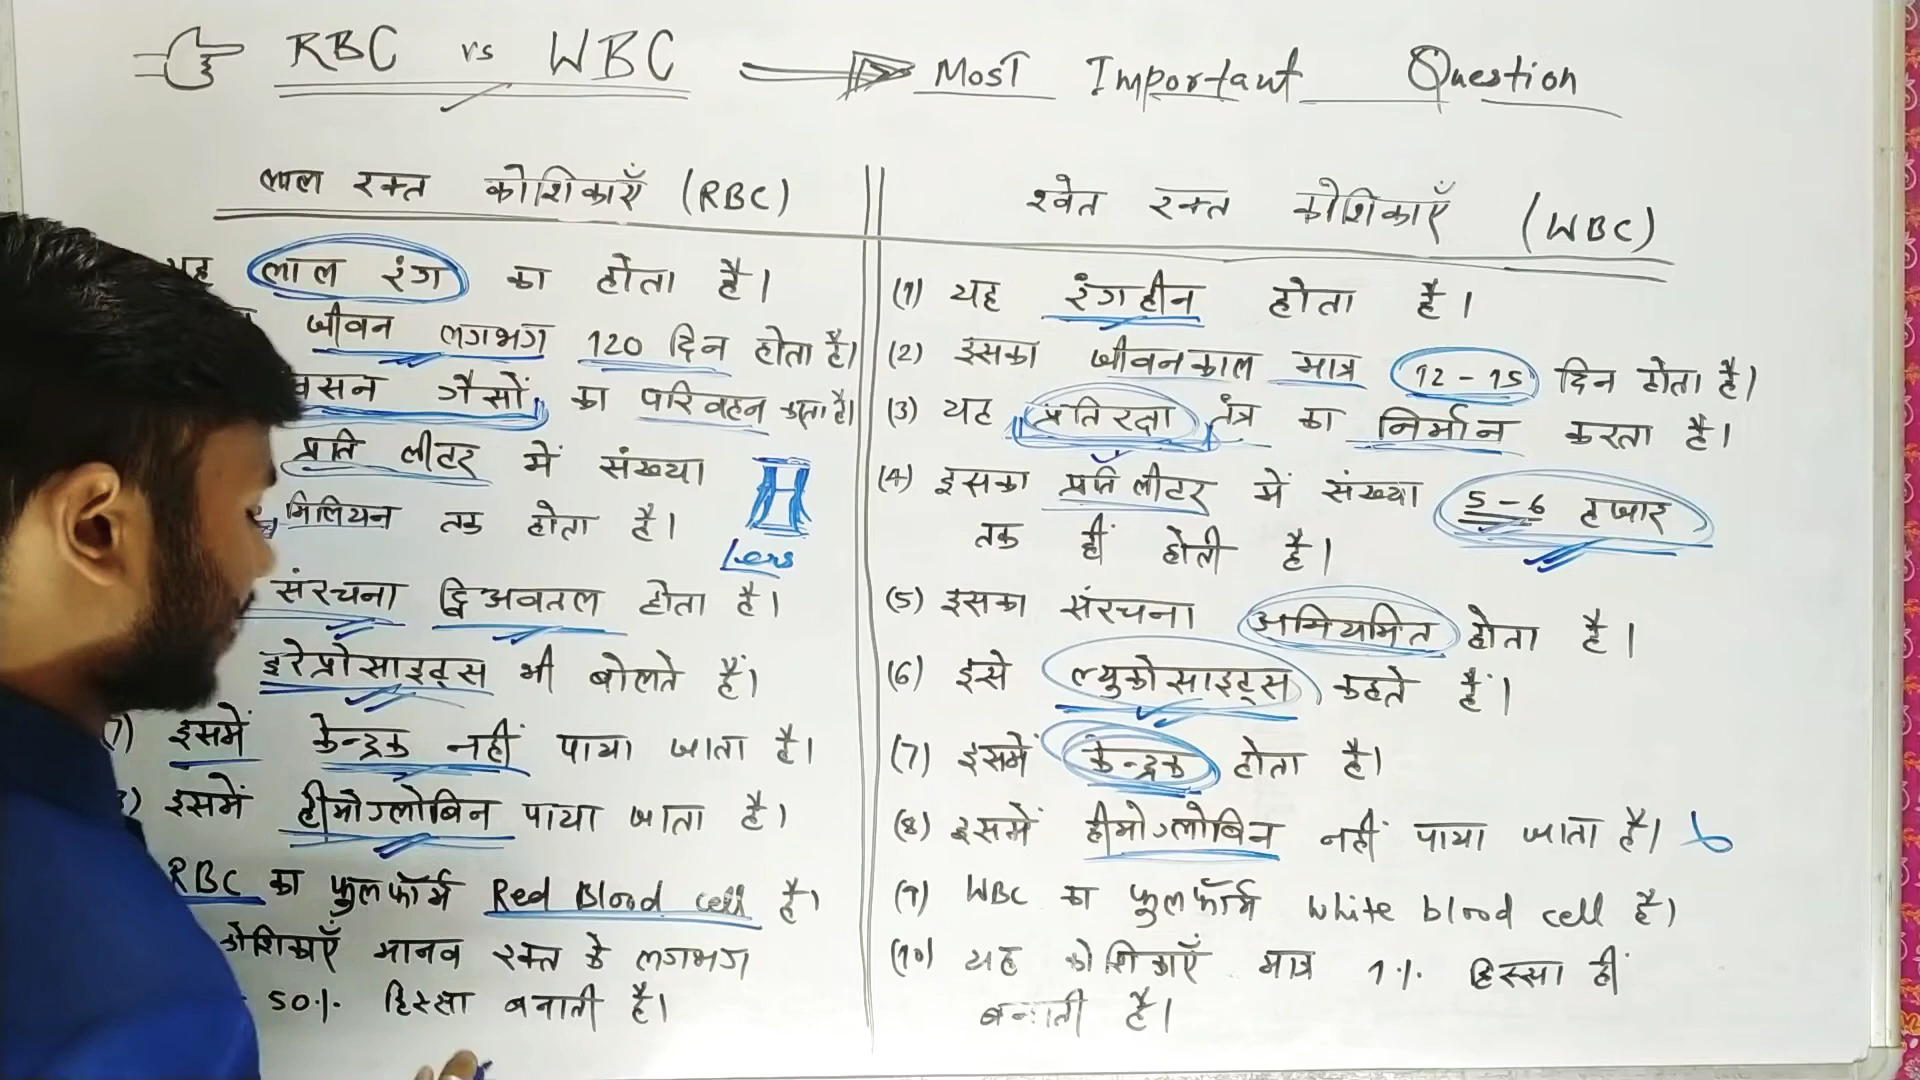 RBC vs WBC
MosT Important Question
लाल रक्त कोशिकाएँ (RBC)
लाल रंग का होता है।
जीवन लगभग 120 दिन होता है।
गैसों का परिवहन करता है।
प्रति लीटर में संख्या
मिलियन तक होता है।
Lens
संरचना द्विअवतल होता है।
इरेथ्रोसाइट्स भी बोलते हैं।
इसमें केन्द्रक नहीं पाया जाता है।
इसमें हीमोग्लोबिन पाया जाता है।
RBC का फुलफॉर्म Red Blood cell है।
कोशिकाएँ मानव रक्त के लगभग
50% हिस्सा बनाती है।
श्वेत रक्त कोशिकाएँ (WBC)
(1) यह रंगहीन होता है।
(2) इसका जीवनकाल मात्र 12-15 दिन होता है।
(3) यह प्रतिरक्षा तंत्र का निर्मान करता है।
(4) इसका प्रति लीटर में संख्या 5-6 हजार
तक ही होती है।
(5) इसका संरचना अनियमित होता है।
(6) इसे ल्युकोसाइट्स कहते हैं।
(7) इसमें केन्द्रक होता है।
(8) इसमें हीमोग्लोबिन नहीं पाया जाता है।
(9) WBC का फुलफॉर्म White blood cell है।
(10) यह कोशिकाएँ मात्र 1% हिस्सा हीं
बनाती है।